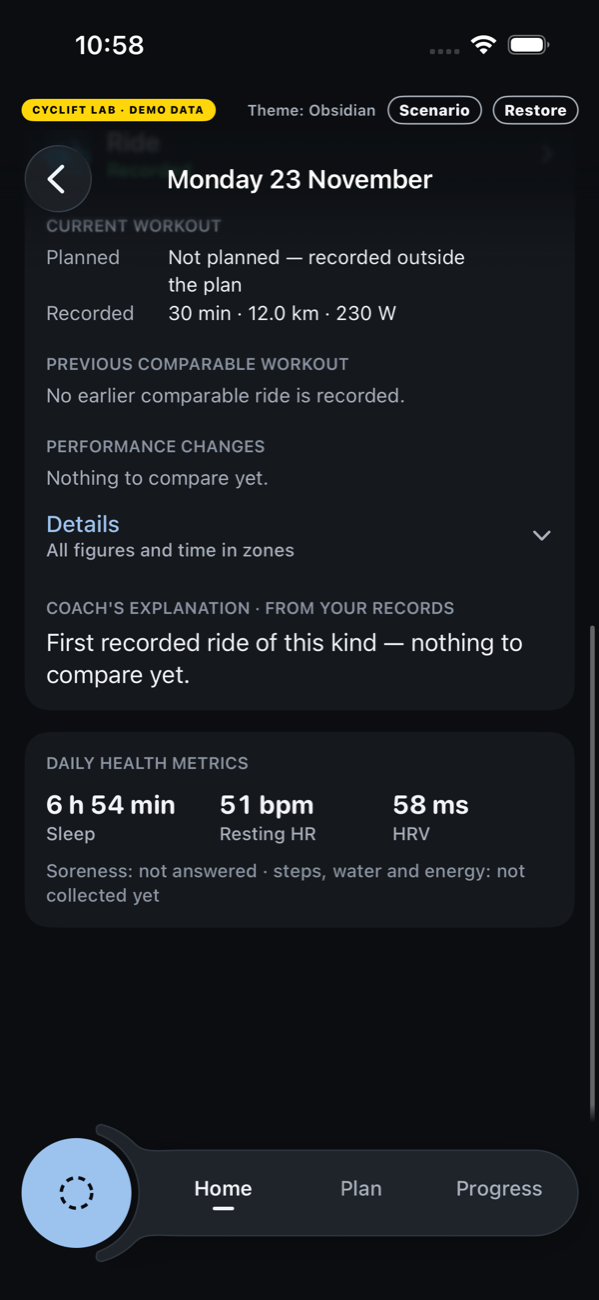 10:58
CYCLIFT LAB · DEMO DATA
Theme: Obsidian
Scenario
Restore
Ride
Recorded
Monday 23 November
CURRENT WORKOUT
Planned
Not planned — recorded outside
the plan
Recorded
30 min · 12.0 km · 230 W
PREVIOUS COMPARABLE WORKOUT
No earlier comparable ride is recorded.
PERFORMANCE CHANGES
Nothing to compare yet.
Details
All figures and time in zones
COACH'S EXPLANATION · FROM YOUR RECORDS
First recorded ride of this kind — nothing to
compare yet.
DAILY HEALTH METRICS
6 h 54 min
Sleep
51 bpm
Resting HR
58 ms
HRV
Soreness: not answered · steps, water and energy: not
collected yet
Home
Plan
Progress